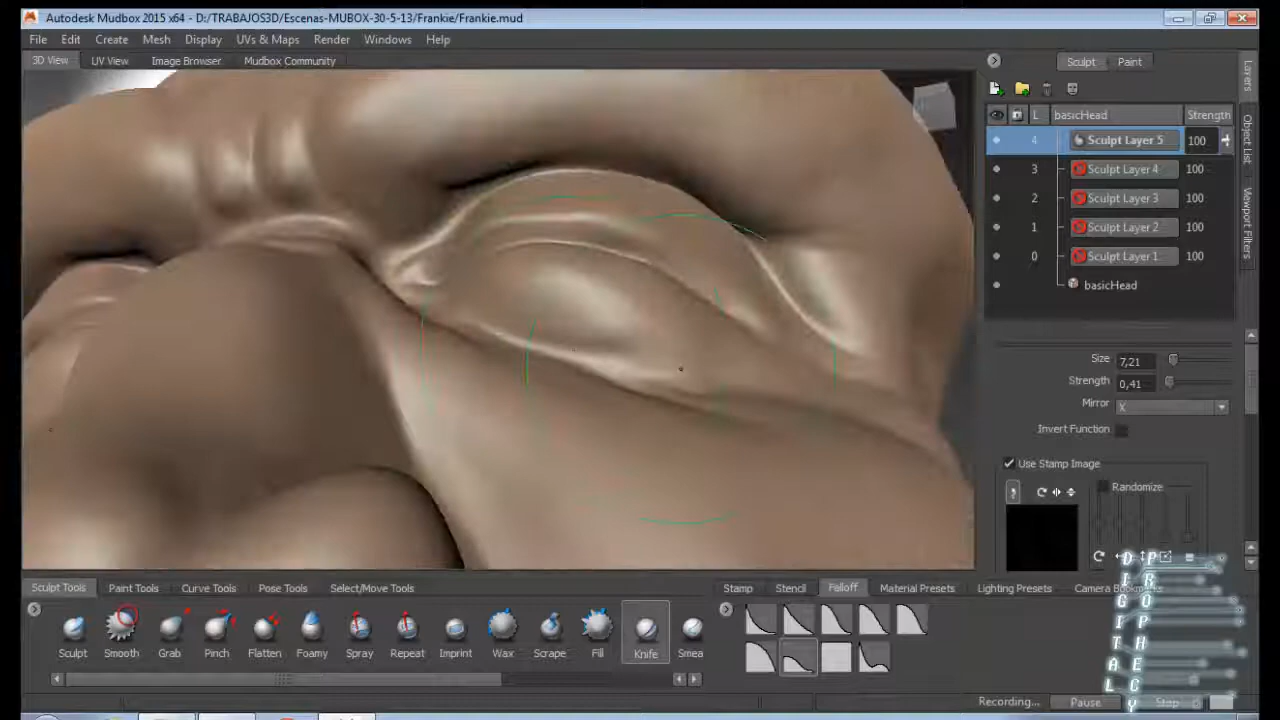 Autodesk Mudbox 2015 x64 - D:/TRABAJOS3D/Escenas-MUBOX-30-5-13/Frankie/Frankie.mud
File Edit Create Mesh Display UVs & Maps Render Windows Help
3D View UV View Image Browser Mudbox Community
Sculpt Paint
Layers
Object List
Viewport Filters
L basicHead Strength
4 Sculpt Layer 5 100
3 Sculpt Layer 4 100
2 Sculpt Layer 3 100
1 Sculpt Layer 2 100
0 Sculpt Layer 1 100
basicHead
Size 7,21
Strength 0,41
Mirror X
Invert Function
Use Stamp Image
Randomize
Sculpt Tools Paint Tools Curve Tools Pose Tools Select/Move Tools
Stamp Stencil Falloff Material Presets Lighting Presets Camera Bookmarks
Sculpt Smooth Grab Pinch Flatten Foamy Spray Repeat Imprint Wax Scrape Fill Knife Smea
DIGITAL
PROPHECY
Recording... Pause Stop